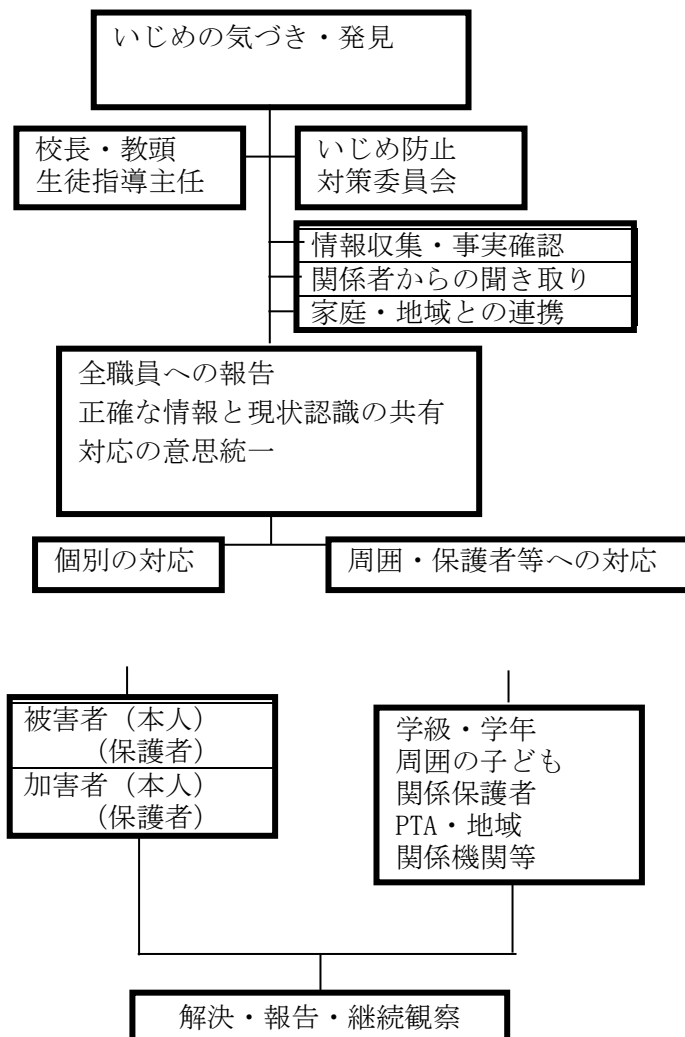 いじめの気づき・発見
校長・教頭
生徒指導主任
いじめ防止
対策委員会
情報収集・事実確認
関係者からの聞き取り
家庭・地域との連携
全職員への報告
正確な情報と現状認識の共有
対応の意思統一
個別の対応
周囲・保護者等への対応
被害者（本人）
（保護者）
加害者（本人）
（保護者）
学級・学年
周囲の子ども
関係保護者
PTA・地域
関係機関等
解決・報告・継続観察